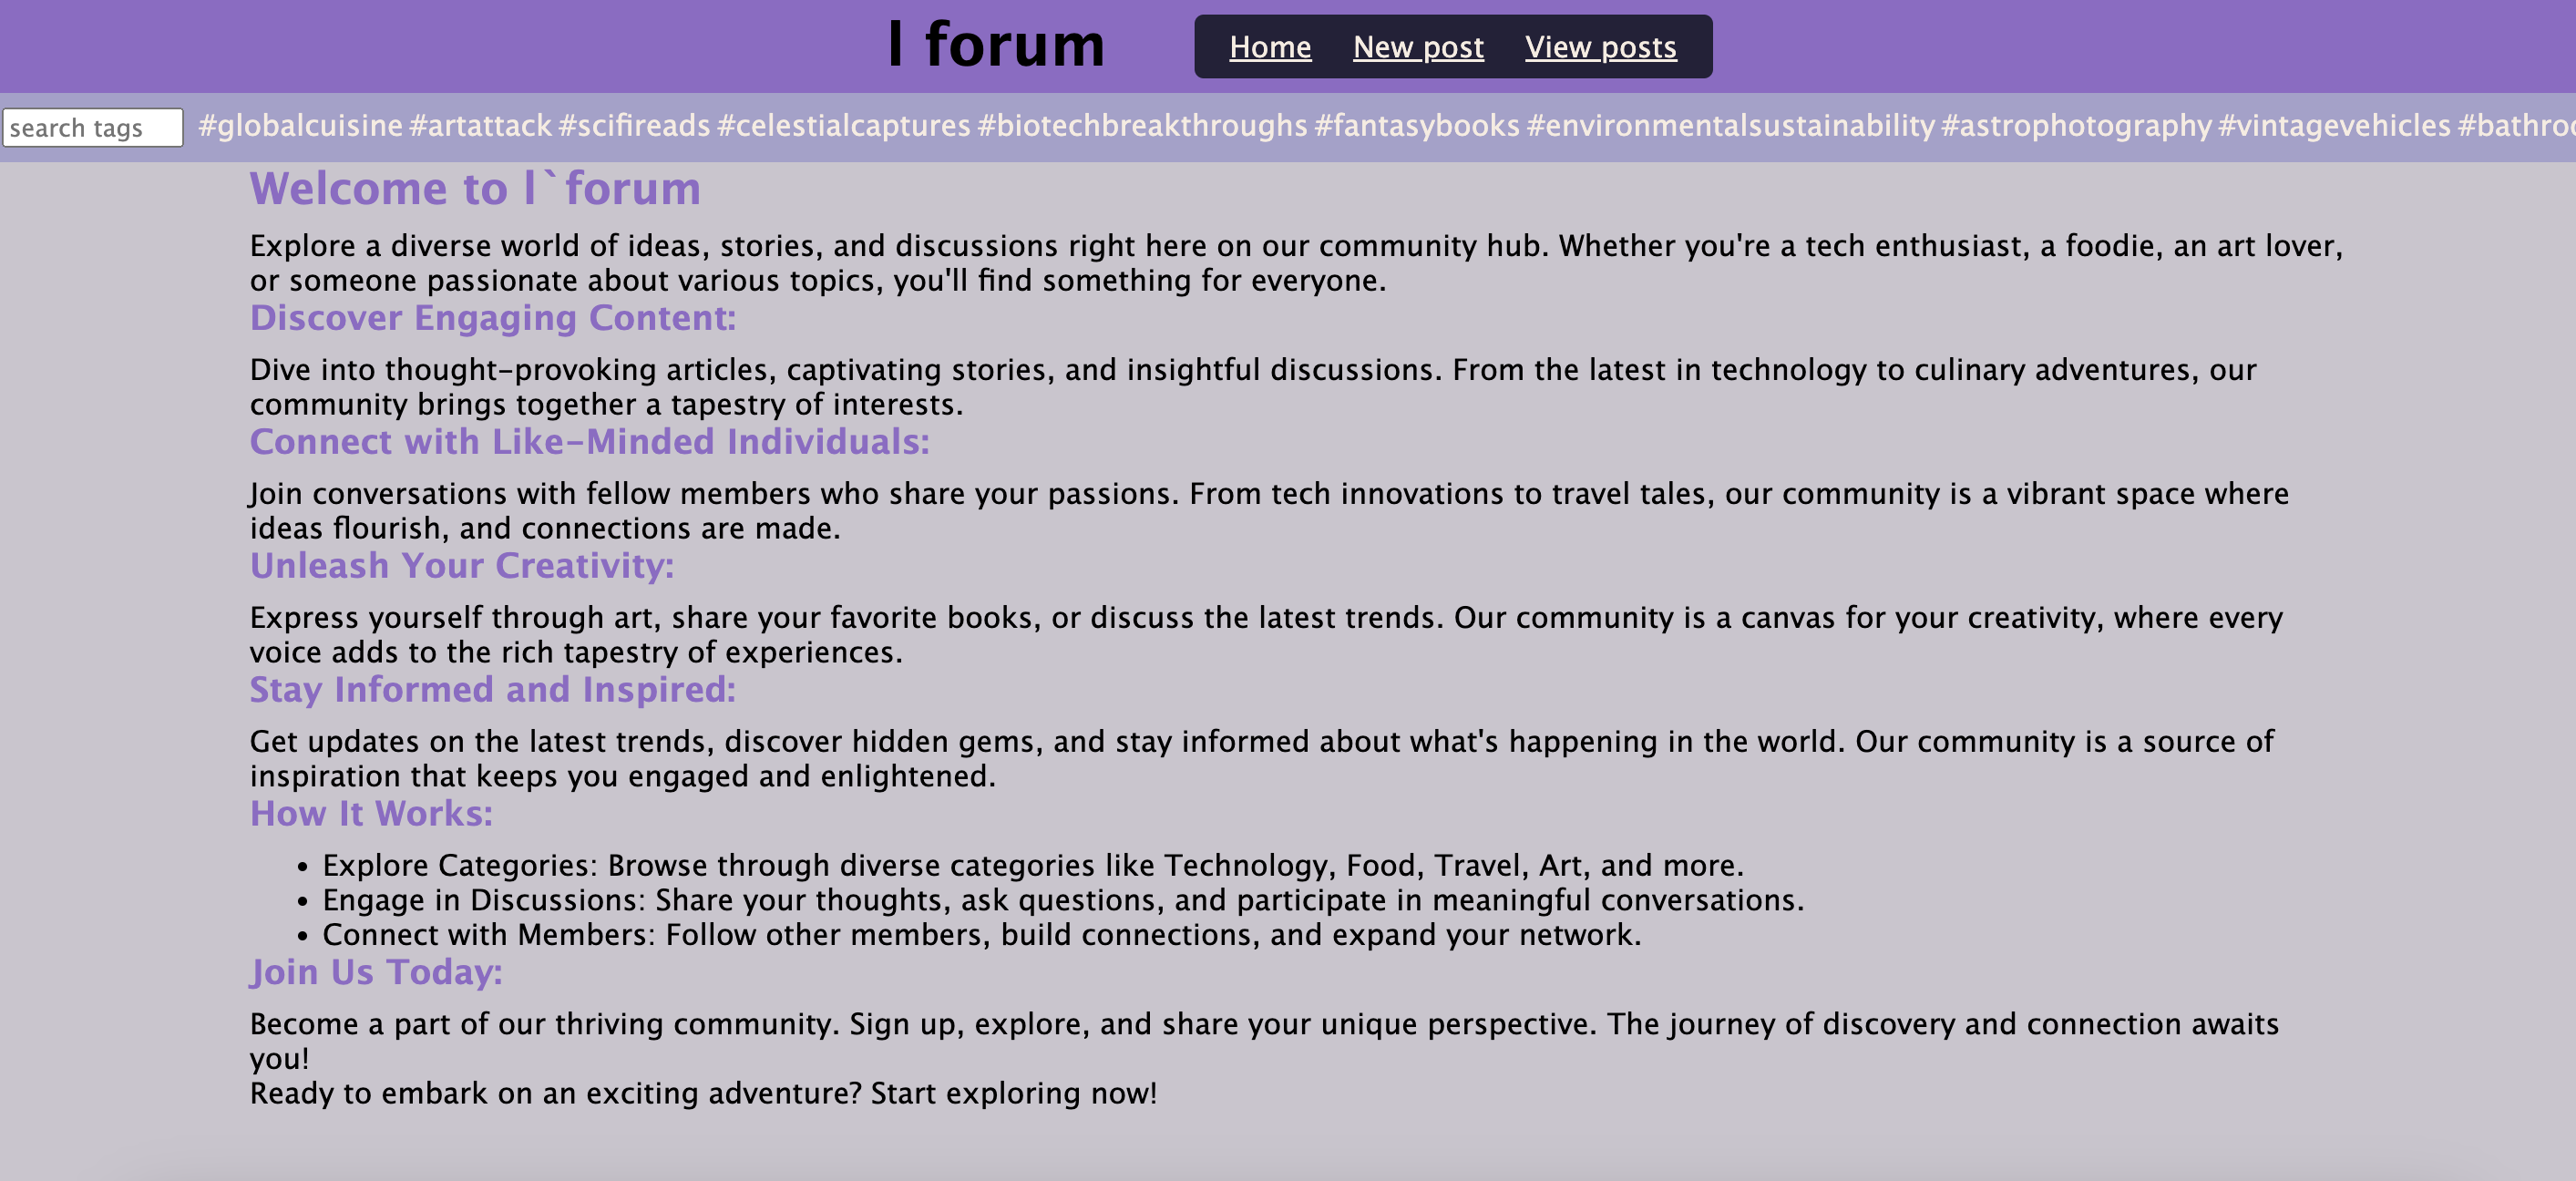 l forum
Home New post View posts
search tags #globalcuisine #artattack #scifireads #celestialcaptures #biotechbreakthroughs #fantasybooks #environmentalsustainability #astrophotography #vintagevehicles
Welcome to l`forum
Explore a diverse world of ideas, stories, and discussions right here on our community hub. Whether you're a tech enthusiast, a foodie, an art lover,
or someone passionate about various topics, you'll find something for everyone.
Discover Engaging Content:
Dive into thought-provoking articles, captivating stories, and insightful discussions. From the latest in technology to culinary adventures, our
community brings together a tapestry of interests.
Connect with Like-Minded Individuals:
Join conversations with fellow members who share your passions. From tech innovations to travel tales, our community is a vibrant space where
ideas flourish, and connections are made.
Unleash Your Creativity:
Express yourself through art, share your favorite books, or discuss the latest trends. Our community is a canvas for your creativity, where every
voice adds to the rich tapestry of experiences.
Stay Informed and Inspired:
Get updates on the latest trends, discover hidden gems, and stay informed about what's happening in the world. Our community is a source of
inspiration that keeps you engaged and enlightened.
How It Works:
• Explore Categories: Browse through diverse categories like Technology, Food, Travel, Art, and more.
• Engage in Discussions: Share your thoughts, ask questions, and participate in meaningful conversations.
• Connect with Members: Follow other members, build connections, and expand your network.
Join Us Today:
Become a part of our thriving community. Sign up, explore, and share your unique perspective. The journey of discovery and connection awaits
you!
Ready to embark on an exciting adventure? Start exploring now!